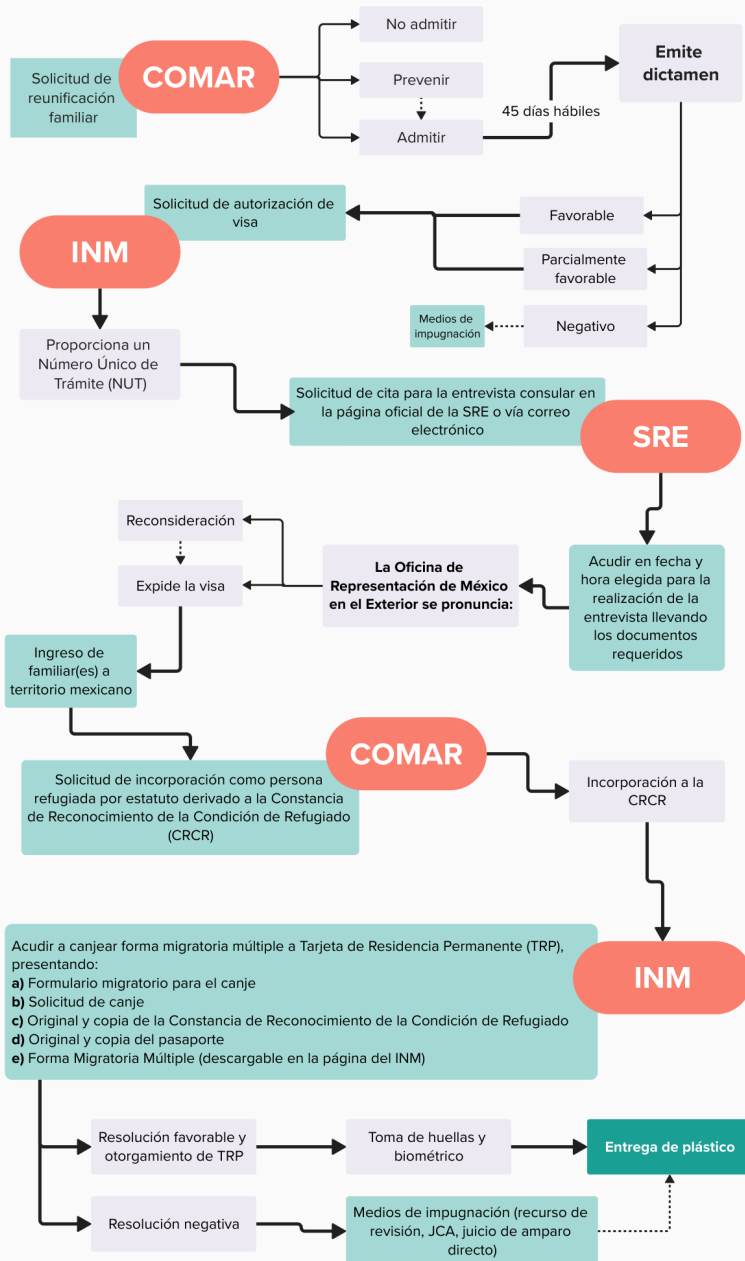 Solicitud de
reunificación
familiar
COMAR
No admitir
Prevenir
Admitir
45 días hábiles
Emite
dictamen
Solicitud de autorización de
visa
Favorable
INM
Parcialmente
favorable
Medios de
impugnación
Negativo
Proporciona un
Número Único de
Trámite (NUT)
Solicitud de cita para la entrevista consular en
la página oficial de la SRE o vía correo
electrónico
SRE
Reconsideración
Expide la visa
La Oficina de
Representación de México
en el Exterior se pronuncia:
Acudir en fecha y
hora elegida para la
realización de la
entrevista llevando
los documentos
requeridos
Ingreso de
familiar(es) a
territorio mexicano
COMAR
Solicitud de incorporación como persona
refugiada por estatuto derivado a la Constancia
de Reconocimiento de la Condición de Refugiado
(CRCR)
Incorporación a la
CRCR
INM
Acudir a canjear forma migratoria múltiple a Tarjeta de Residencia Permanente (TRP),
presentando:
a) Formulario migratorio para el canje
b) Solicitud de canje
c) Original y copia de la Constancia de Reconocimiento de la Condición de Refugiado
d) Original y copia del pasaporte
e) Forma Migratoria Múltiple (descargable en la página del INM)
Resolución favorable y
otorgamiento de TRP
Toma de huellas y
biométrico
Entrega de plástico
Resolución negativa
Medios de impugnación (recurso de
revisión, JCA, juicio de amparo
directo)